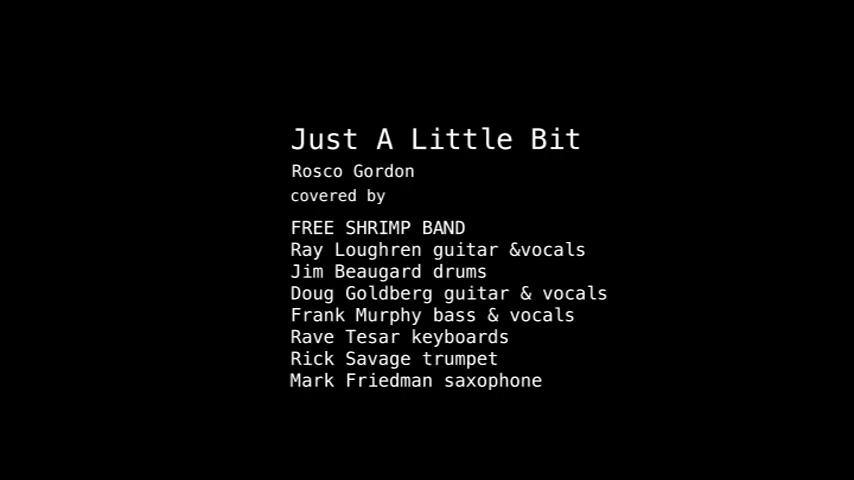 Just A Little Bit
Rosco Gordon
covered by
FREE SHRIMP BAND
Ray Loughren guitar &vocals
Jim Beaugard drums
Doug Goldberg guitar & vocals
Frank Murphy bass & vocals
Rave Tesar keyboards
Rick Savage trumpet
Mark Friedman saxophone